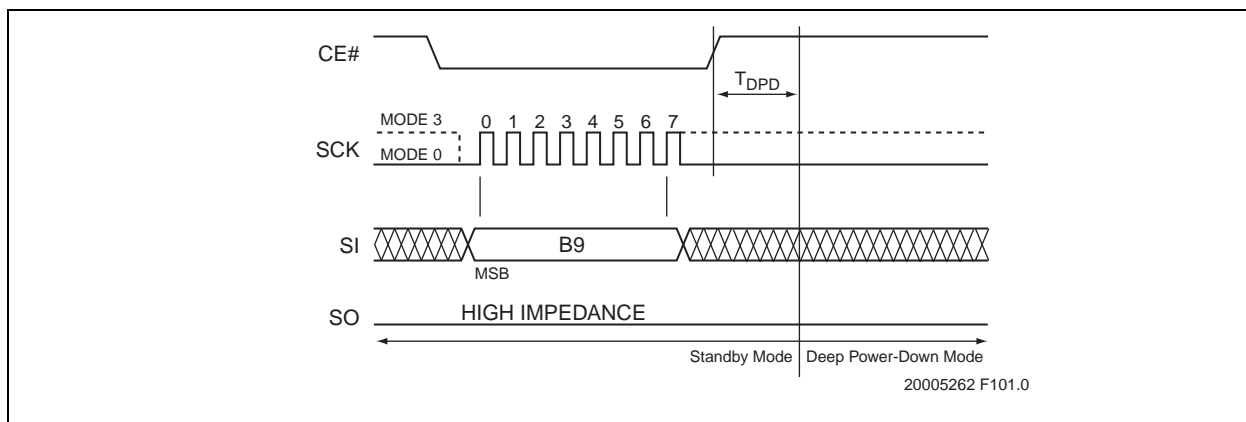 CE#
T_DPD
MODE 3
0 1 2 3 4 5 6 7
SCK
MODE 0
SI
B9
MSB
SO
HIGH IMPEDANCE
Standby Mode
Deep Power-Down Mode
20005262 F101.0